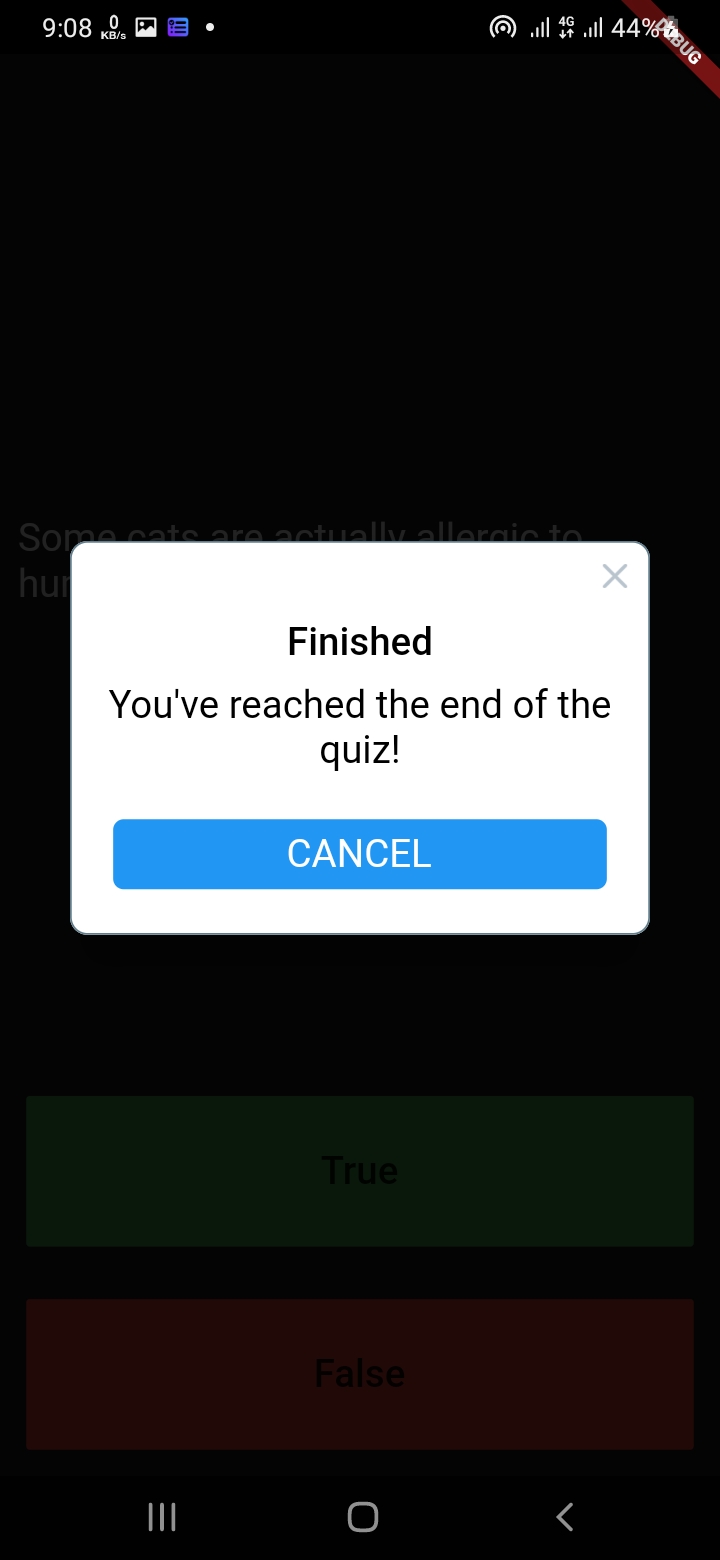 9:08 0 KB/s 4G 44% DEBUG
Some cats are actually allergic to
hu
Finished
You've reached the end of the
quiz!
CANCEL
True
False